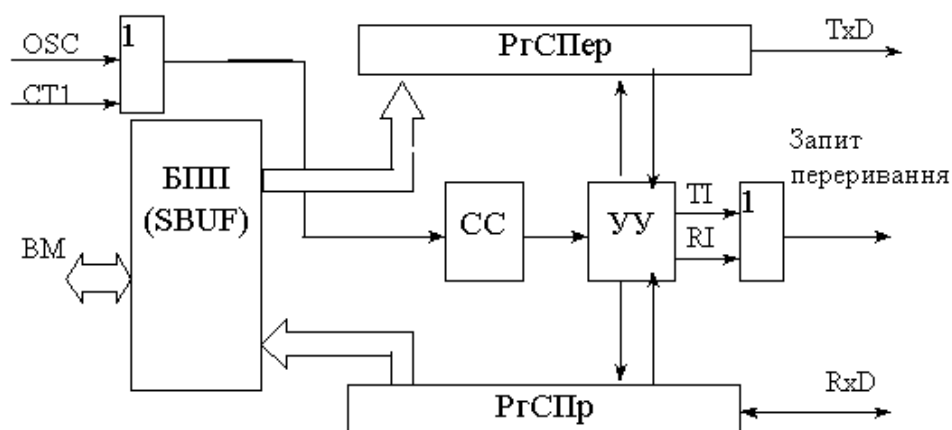 OSC
1
CT1
РгСПер
TxD
БПП
(SBUF)
ВМ
СС
УУ
TI
RI
1
Запит
переривання
РгСПр
RxD